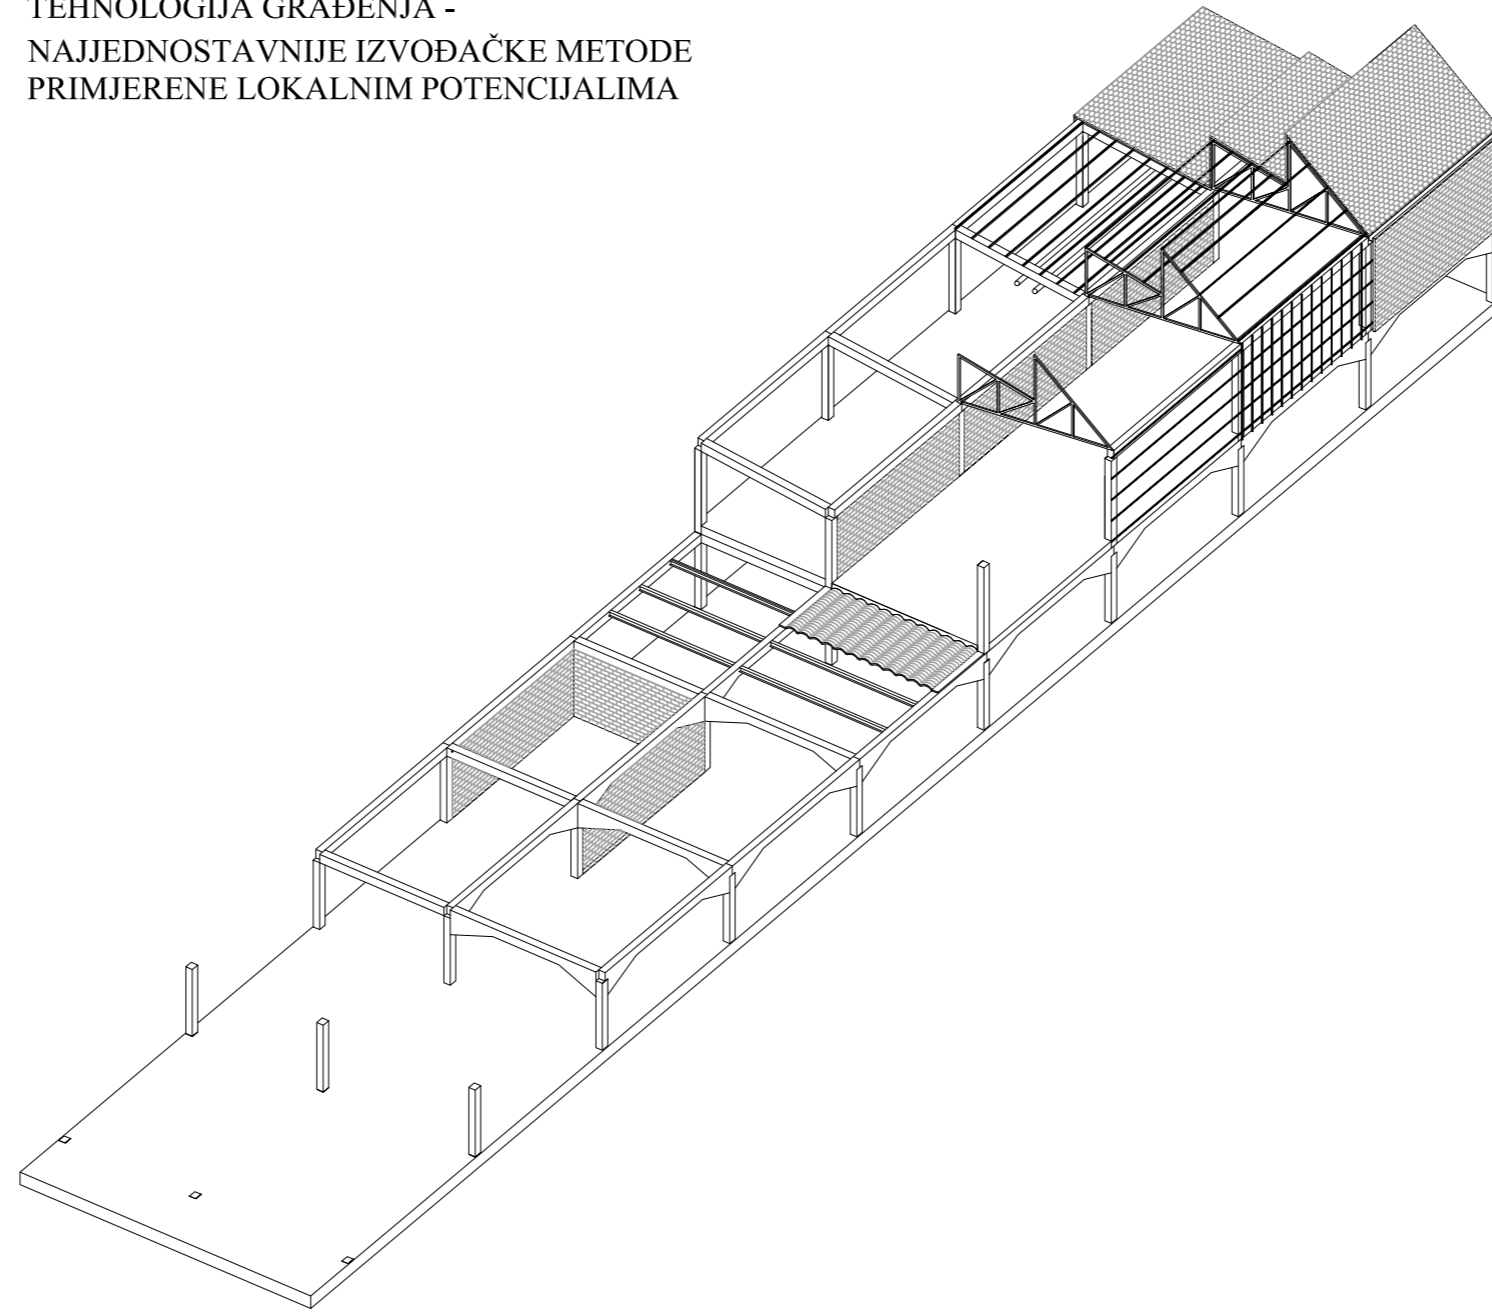 TEHNOLOGIJA GRAĐENJA -
NAJJEDNOSTAVNIJE IZVOĐAČKE METODE
PRIMJERENE LOKALNIM POTENCIJALIMA